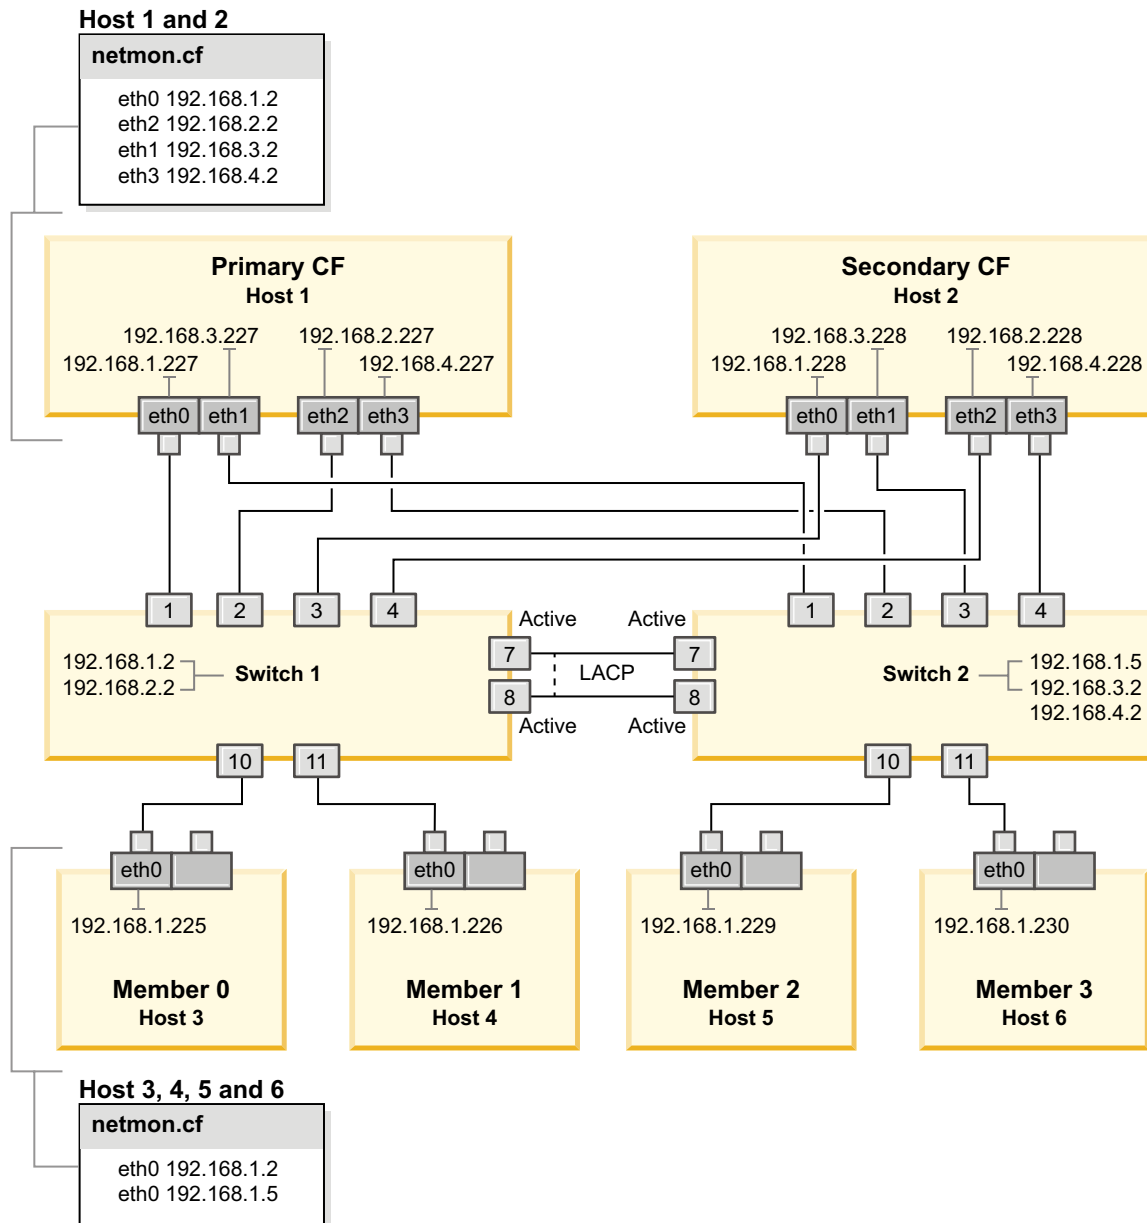 Host 1 and 2
netmon.cf
eth0 192.168.1.2
eth2 192.168.2.2
eth1 192.168.3.2
eth3 192.168.4.2
Primary CF
Host 1
192.168.3.227
192.168.2.227
192.168.1.227
192.168.4.227
eth0
eth1
eth2
eth3
Secondary CF
Host 2
192.168.3.228
192.168.2.228
192.168.1.228
192.168.4.228
eth0
eth1
eth2
eth3
1
2
3
4
192.168.1.2
192.168.2.2
Switch 1
Active
7
8
Active
10
11
LACP
1
2
3
4
Active
7
8
Active
Switch 2
192.168.1.5
192.168.3.2
192.168.4.2
10
11
eth0
192.168.1.225
Member 0
Host 3
eth0
192.168.1.226
Member 1
Host 4
eth0
192.168.1.229
Member 2
Host 5
eth0
192.168.1.230
Member 3
Host 6
Host 3, 4, 5 and 6
netmon.cf
eth0 192.168.1.2
eth0 192.168.1.5